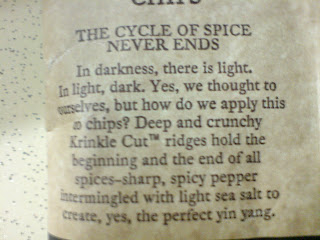 CHIPS
THE CYCLE OF SPICE
NEVER ENDS
In darkness, there is light.
In light, dark. Yes, we thought to
ourselves, but how do we apply this
to chips? Deep and crunchy
Krinkle Cut™ ridges hold the
beginning and the end of all
spices–sharp, spicy pepper
intermingled with light sea salt to
create, yes, the perfect yin yang.